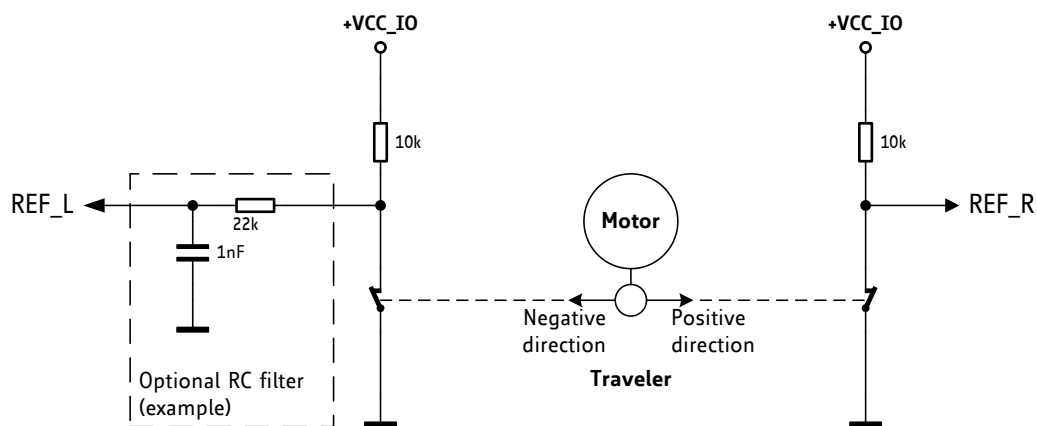 +VCC_IO
+VCC_IO
10k
10k
REF_L
22k
Motor
REF_R
1nF
Negative
direction
Positive
direction
Traveler
Optional RC filter
(example)